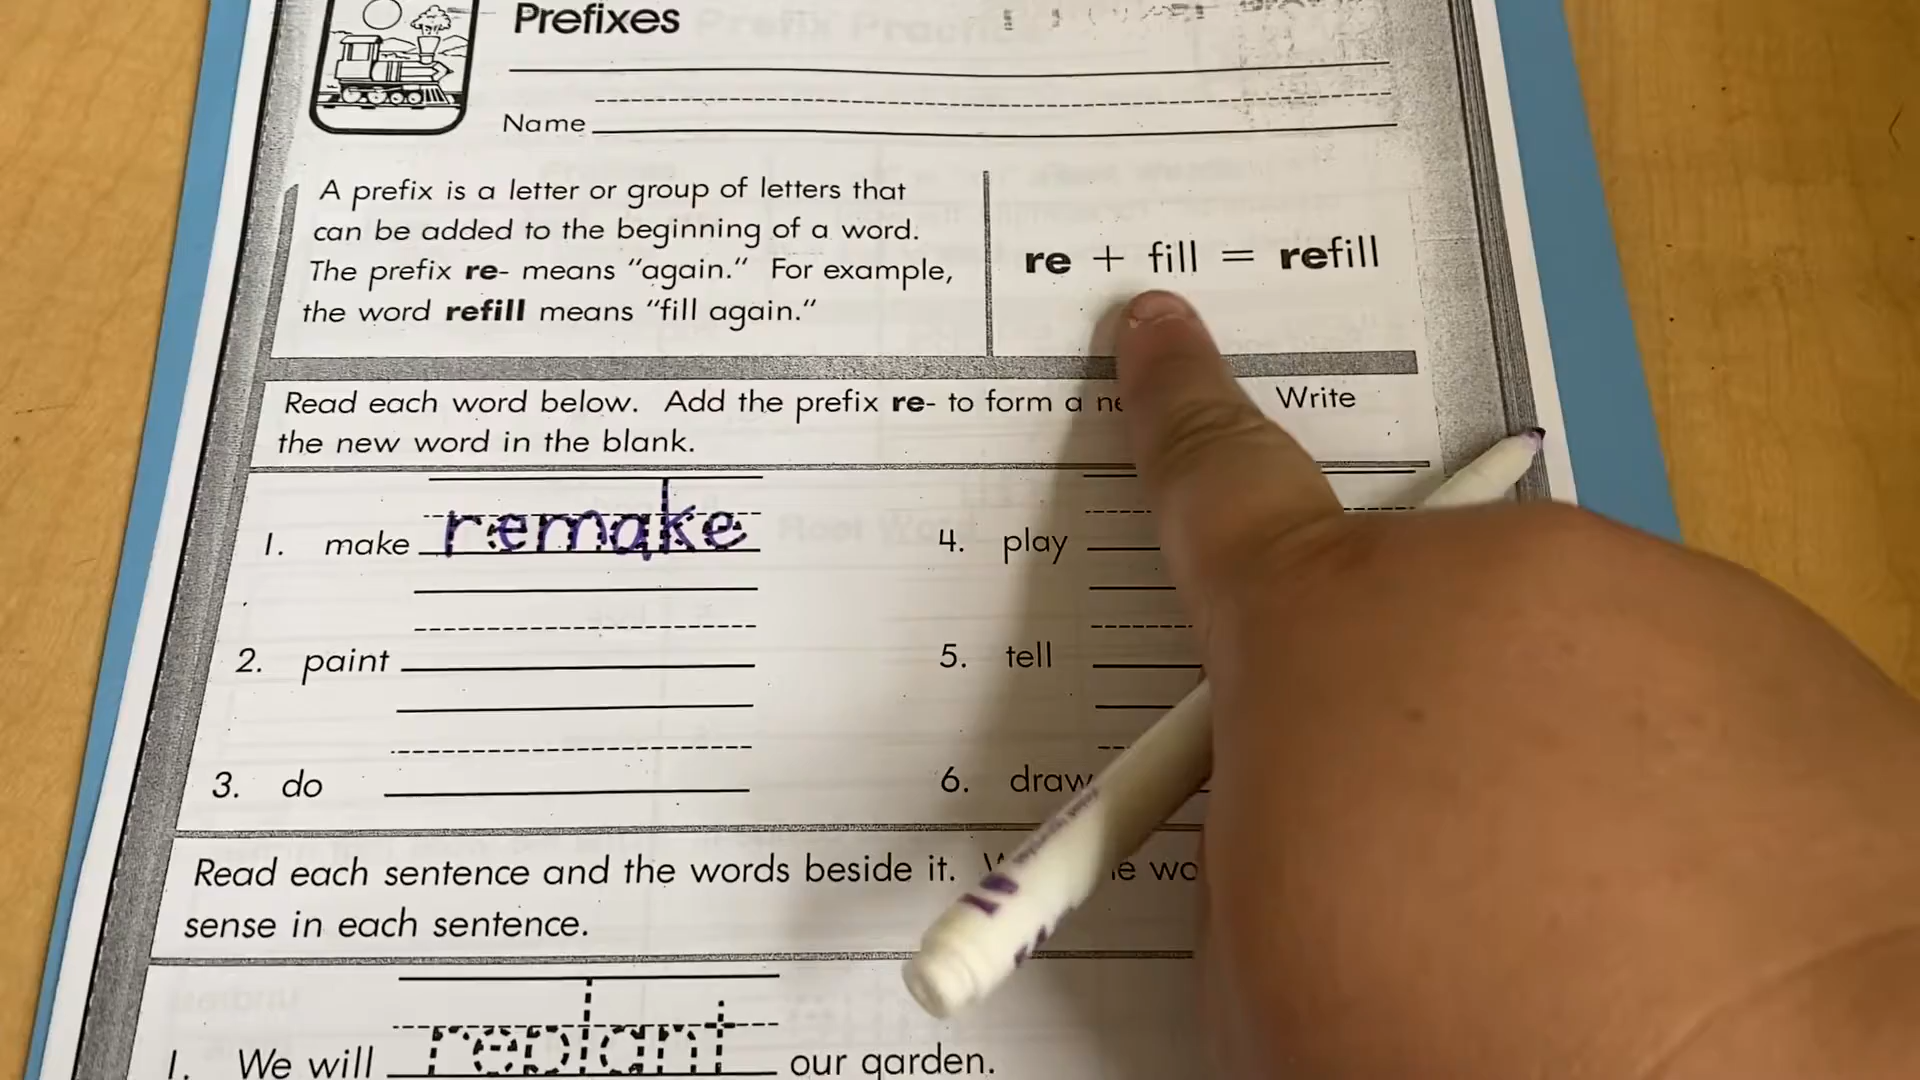 Prefixes
Name
A prefix is a letter or group of letters that
can be added to the beginning of a word.
The prefix re- means "again." For example,
the word refill means "fill again."
re + fill = refill
Read each word below. Add the prefix re- to form a Write
the new word in the blank.
1. make remake
2. paint
3. do
4. play
5. tell
6. draw
Read each sentence and the words beside it.
sense in each sentence.
1. We will replant our garden.